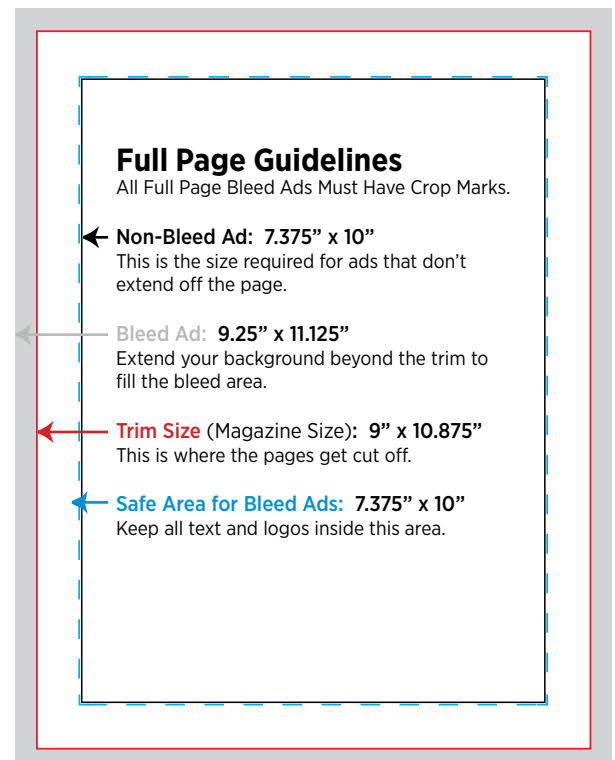 Full Page Guidelines
All Full Page Bleed Ads Must Have Crop Marks.
Non-Bleed Ad: 7.375” x 10”
This is the size required for ads that don’t
extend off the page.
Bleed Ad: 9.25” x 11.125”
Extend your background beyond the trim to
fill the bleed area.
Trim Size (Magazine Size): 9” x 10.875”
This is where the pages get cut off.
Safe Area for Bleed Ads: 7.375” x 10”
Keep all text and logos inside this area.